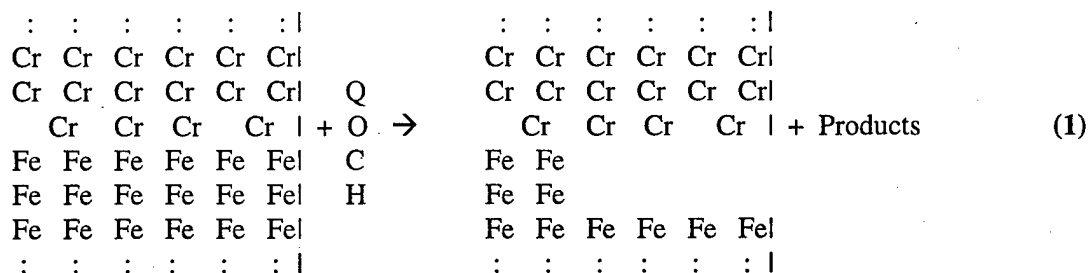 : : : : : : | : : : : : : |
Cr Cr Cr Cr Cr Cr| Cr Cr Cr Cr Cr Cr|
Cr Cr Cr Cr Cr Cr| Q Cr Cr Cr Cr Cr Cr|
Cr Cr Cr Cr | + O → Cr Cr Cr Cr | + Products (1)
Fe Fe Fe Fe Fe Fe| C Fe Fe
Fe Fe Fe Fe Fe Fe| H Fe Fe
Fe Fe Fe Fe Fe Fe| Fe Fe Fe Fe Fe Fe|
: : : : : : | : : : : : : |